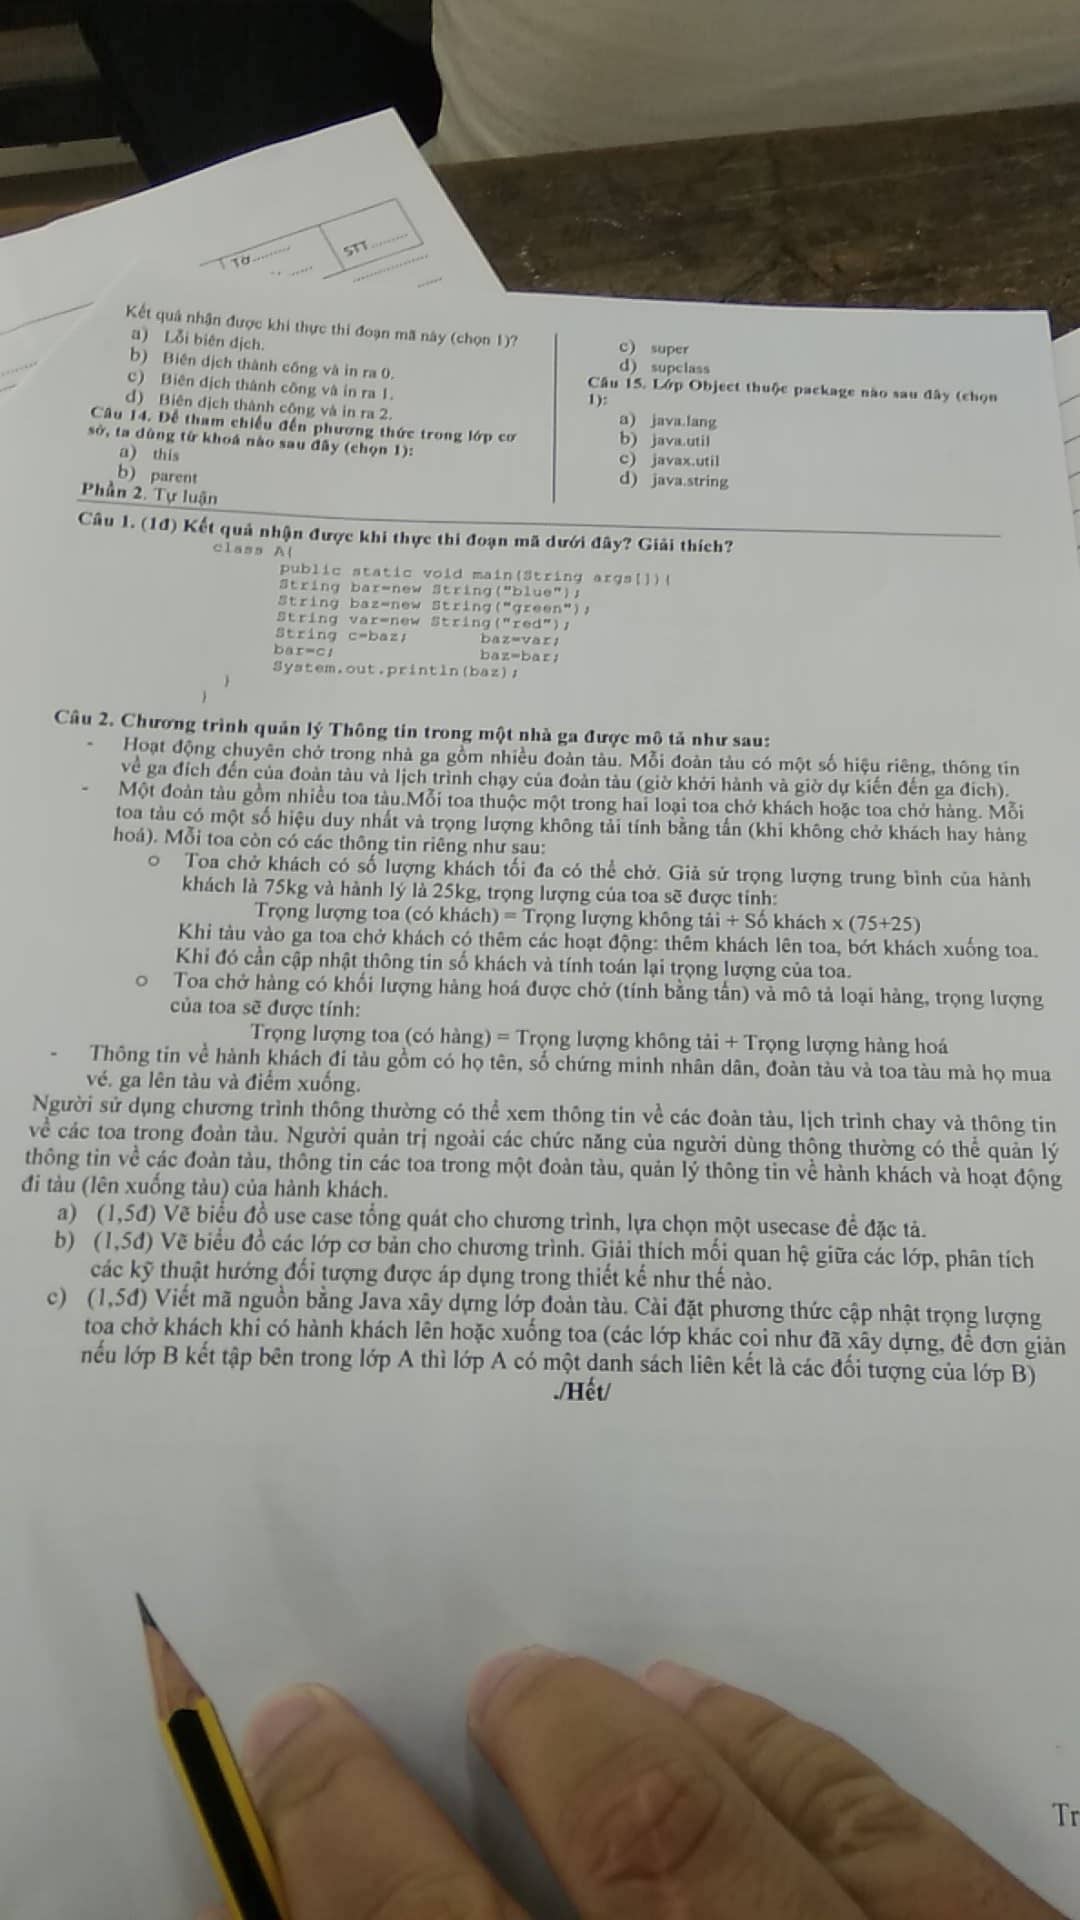 Tờ..........
STT..........
Kết quả nhận được khi thực thi đoạn mã này (chọn 1)?
a) Lỗi biên dịch.
b) Biên dịch thành công và in ra 0.
c) Biên dịch thành công và in ra 1.
d) Biên dịch thành công và in ra 2.
Câu 14. Để tham chiếu đến phương thức trong lớp cơ
sở, ta dùng từ khoá nào sau đây (chọn 1):
a) this
b) parent
c) super
d) supclass
Câu 15. Lớp Object thuộc package nào sau đây (chọn
1):
a) java.lang
b) java.util
c) javax.util
d) java.string
Phần 2. Tự luận
Câu 1. (1đ) Kết quả nhận được khi thực thi đoạn mã dưới đây? Giải thích?
class A{
public static void main(String args[]){
String bar=new String("blue");
String baz=new String("green");
String var=new String("red");
String c=baz; baz=var;
bar=c; baz=bar;
System.out.println(baz);
}
}
Câu 2. Chương trình quản lý Thông tin trong một nhà ga được mô tả như sau:
- Hoạt động chuyên chở trong nhà ga gồm nhiều đoàn tàu. Mỗi đoàn tàu có một số hiệu riêng, thông tin
về ga đích đến của đoàn tàu và lịch trình chạy của đoàn tàu (giờ khởi hành và giờ dự kiến đến ga đích).
- Một đoàn tàu gồm nhiều toa tàu.Mỗi toa thuộc một trong hai loại toa chở khách hoặc toa chở hàng. Mỗi
toa tàu có một số hiệu duy nhất và trọng lượng không tải tính bằng tấn (khi không chở khách hay hàng
hoá). Mỗi toa còn có các thông tin riêng như sau:
o Toa chở khách có số lượng khách tối đa có thể chở. Giả sử trọng lượng trung bình của hành
khách là 75kg và hành lý là 25kg, trọng lượng của toa sẽ được tính:
Trọng lượng toa (có khách) = Trọng lượng không tải + Số khách x (75+25)
Khi tàu vào ga toa chở khách có thêm các hoạt động: thêm khách lên toa, bớt khách xuống toa.
Khi đó cần cập nhật thông tin số khách và tính toán lại trọng lượng của toa.
o Toa chở hàng có khối lượng hàng hoá được chở (tính bằng tấn) và mô tả loại hàng, trọng lượng
của toa sẽ được tính:
Trọng lượng toa (có hàng) = Trọng lượng không tải + Trọng lượng hàng hoá
- Thông tin về hành khách đi tàu gồm có họ tên, số chứng minh nhân dân, đoàn tàu và toa tàu mà họ mua
vé. ga lên tàu và điểm xuống.
Người sử dụng chương trình thông thường có thể xem thông tin về các đoàn tàu, lịch trình chay và thông tin
về các toa trong đoàn tàu. Người quản trị ngoài các chức năng của người dùng thông thường có thể quản lý
thông tin về các đoàn tàu, thông tin các toa trong một đoàn tàu, quản lý thông tin về hành khách và hoạt động
đi tàu (lên xuống tàu) của hành khách.
a) (1,5đ) Vẽ biểu đồ use case tổng quát cho chương trình, lựa chọn một usecase để đặc tả.
b) (1,5đ) Vẽ biểu đồ các lớp cơ bản cho chương trình. Giải thích mối quan hệ giữa các lớp, phân tích
các kỹ thuật hướng đối tượng được áp dụng trong thiết kế như thế nào.
c) (1,5đ) Viết mã nguồn bằng Java xây dựng lớp đoàn tàu. Cài đặt phương thức cập nhật trọng lượng
toa chở khách khi có hành khách lên hoặc xuống toa (các lớp khác coi như đã xây dựng, để đơn giản
nếu lớp B kết tập bên trong lớp A thì lớp A có một danh sách liên kết là các đối tượng của lớp B)
./Hết/
Tr